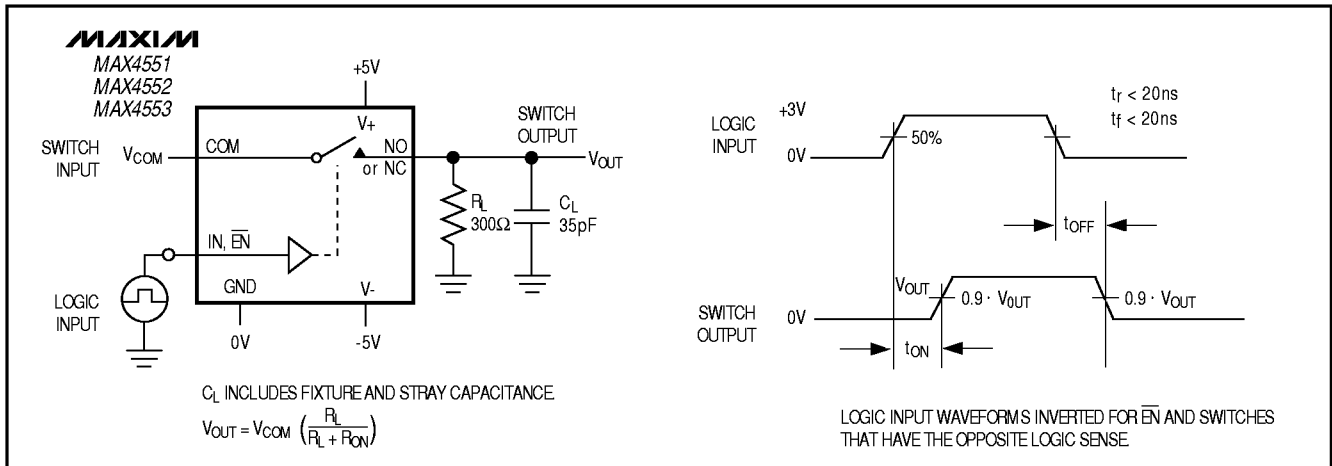 MAXIM
MAX4551
MAX4552
MAX4553
+5V
V+
SWITCH
INPUT
VCOM
COM
NO
or NC
SWITCH
OUTPUT
VOUT
RL
300Ω
CL
35pF
IN, E̅N̅
LOGIC
INPUT
GND
V-
0V
-5V
CL INCLUDES FIXTURE AND STRAY CAPACITANCE.
VOUT = VCOM (RL / RL + RON)
LOGIC
INPUT
+3V
0V
50%
tr < 20ns
tf < 20ns
tOFF
SWITCH
OUTPUT
VOUT
0V
0.9 · V0UT
0.9 · VOUT
tON
LOGIC INPUT WAVEFORMS INVERTED FOR E̅N̅ AND SWITCHES
THAT HAVE THE OPPOSITE LOGIC SENSE.